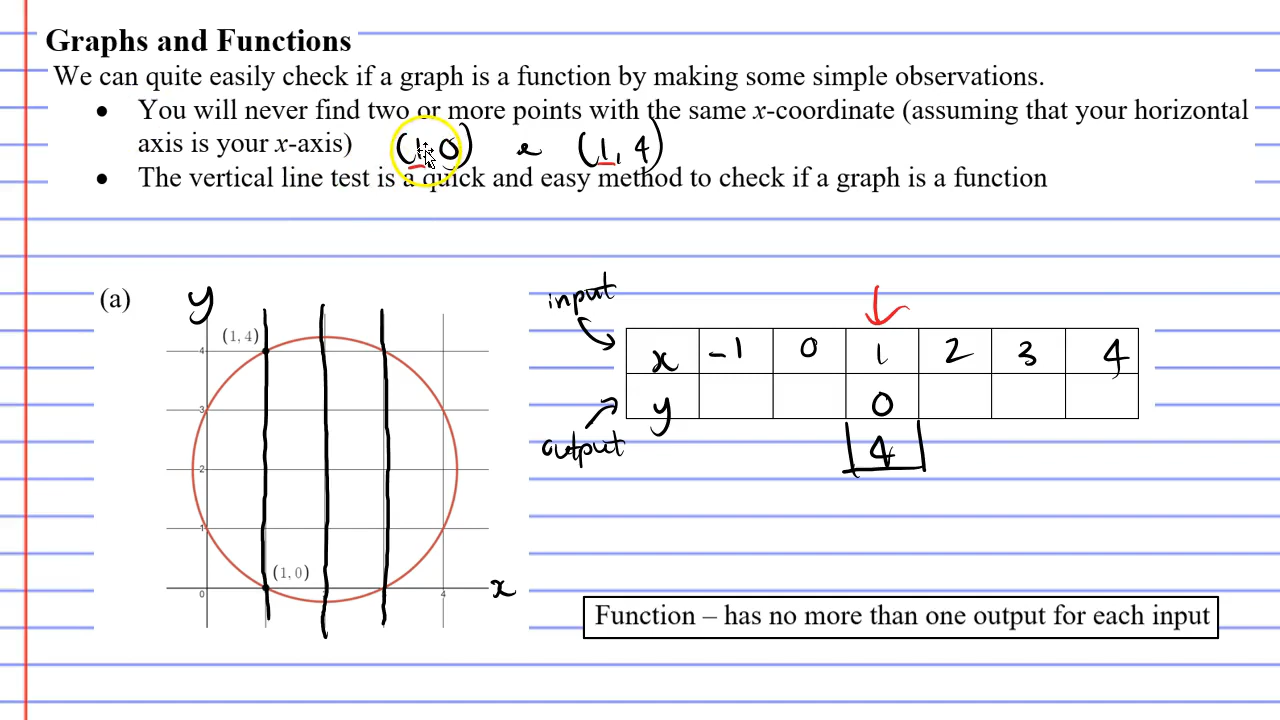 Graphs and Functions
We can quite easily check if a graph is a function by making some simple observations.
• You will never find two or more points with the same x-coordinate (assuming that your horizontal
axis is your x-axis) (1,0) (1, 4)
• The vertical line test is a quick and easy method to check if a graph is a function
(a)
y
(1, 4)
4
3
2
1
(1, 0)
0
4
x
input
x -1 0 1 2 3 4
y 0
output
4
Function – has no more than one output for each input